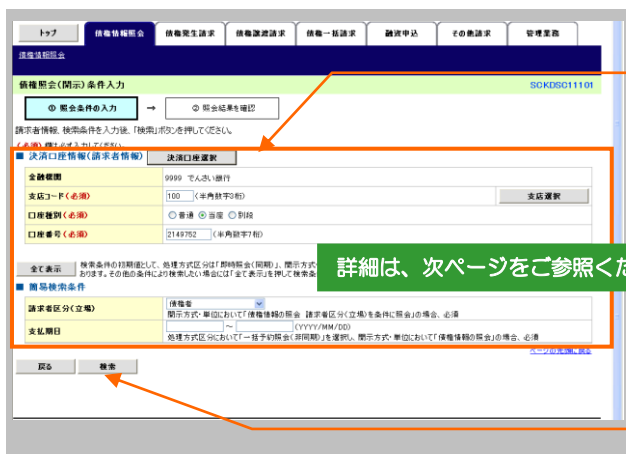 トップ 債権情報照会 債権発生請求 債権譲渡請求 債権一括請求 融資申込 その他請求 管理業務
債権情報照会
債権照会(開示)条件入力 SCKDSC11101
① 照会条件の入力 → ② 照会結果を確認
請求者情報、検索条件を入力後、「検索」ボタンを押してください。
(必須)欄は必ず入力してください。
■ 決済口座情報(請求者情報) 決済口座選択
金融機関 9999 でんさい銀行
支店コード(必須) 100 (半角数字3桁) 支店選択
口座種別(必須) ○普通 ◉当座 ○別段
口座番号(必須) 2149752 (半角数字7桁)
全て表示 検索条件の初期値として、処理方式区分は「即時照会(同期)」、開示方式
おります。その他の条件により検索したい場合には「全て表示」を押して検索条
詳細は、次ページをご参照くだ
■ 簡易検索条件
請求者区分(立場) 債権者
開示方式・単位において「債権情報の照会 請求者区分(立場)を条件に照会」の場合、必須
支払期日 ~ (YYYY/MM/DD)
処理方式区分において「一括予約照会(非同期)」を選択し、開示方式・単位において「債権情報の照会」の場合、必須
ページの先頭に戻る
戻る 検索